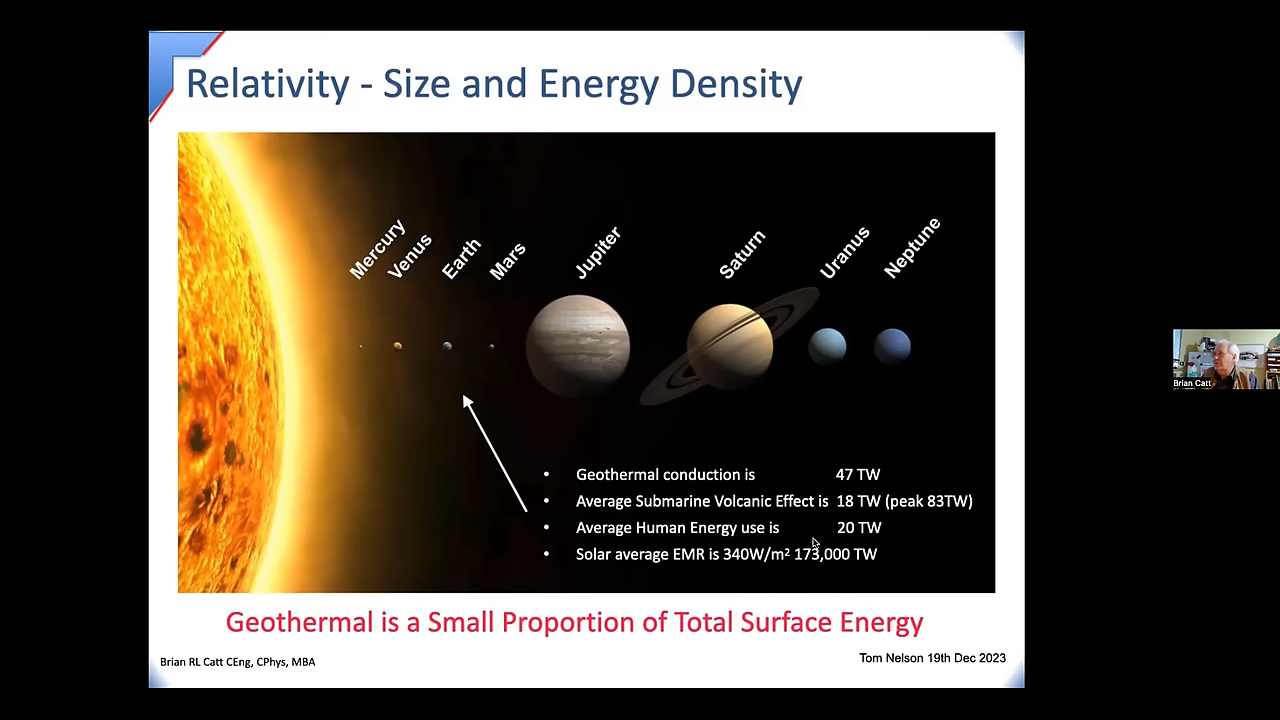 Relativity - Size and Energy Density
Mercury
Venus
Earth
Mars
Jupiter
Saturn
Uranus
Neptune
• Geothermal conduction is 47 TW
• Average Submarine Volcanic Effect is 18 TW (peak 83TW)
• Average Human Energy use is 20 TW
• Solar average EMR is 340W/m² 173,000 TW
Geothermal is a Small Proportion of Total Surface Energy
Brian RL Catt CEng, CPhys, MBA
Tom Nelson 19th Dec 2023
Brian Catt